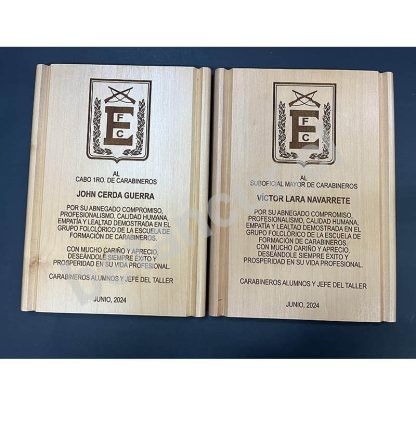 E
F
C
AL
CABO 1RO. DE CARABINEROS
JOHN CERDA GUERRA
POR SU ABNEGADO COMPROMISO,
PROFESIONALISMO, CALIDAD HUMANA,
EMPATÍA Y LEALTAD DEMOSTRADA EN EL
GRUPO FOLCLÓRICO DE LA ESCUELA DE
FORMACIÓN DE CARABINEROS.
CON MUCHO CARIÑO Y APRECIO,
DESEÁNDOLE SIEMPRE ÉXITO Y
PROSPERIDAD EN SU VIDA PROFESIONAL.
CARABINEROS ALUMNOS Y JEFE DEL TALLER
JUNIO, 2024
E
F
C
AL
SUBOFICIAL MAYOR DE CARABINEROS
VÍCTOR LARA NAVARRETE
POR SU ABNEGADO COMPROMISO,
PROFESIONALISMO, CALIDAD HUMANA,
EMPATÍA Y LEALTAD DEMOSTRADA EN EL
GRUPO FOLCLÓRICO DE LA ESCUELA DE
FORMACIÓN DE CARABINEROS.
CON MUCHO CARIÑO Y APRECIO,
DESEÁNDOLE SIEMPRE ÉXITO Y
PROSPERIDAD EN SU VIDA PROFESIONAL.
CARABINEROS ALUMNOS Y JEFE DEL TALLER
JUNIO, 2024